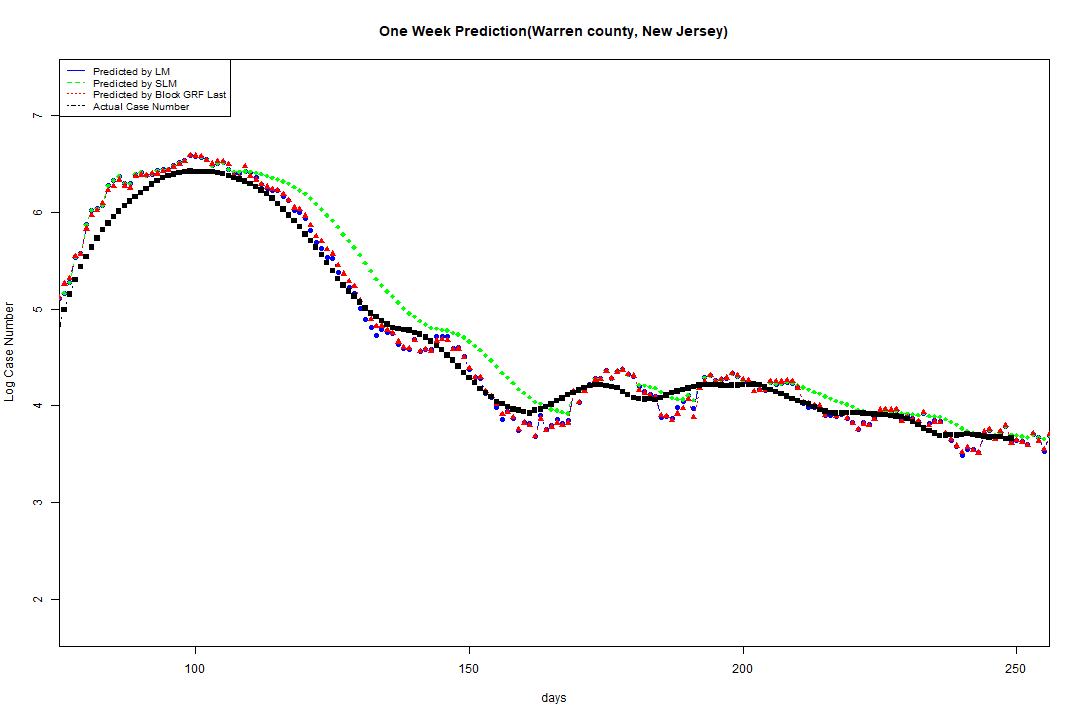 One Week Prediction(Warren county, New Jersey)
Predicted by LM
Predicted by SLM
Predicted by Block GRF Last
Actual Case Number
7
6
5
4
3
2
Log Case Number
100 150 200 250
days